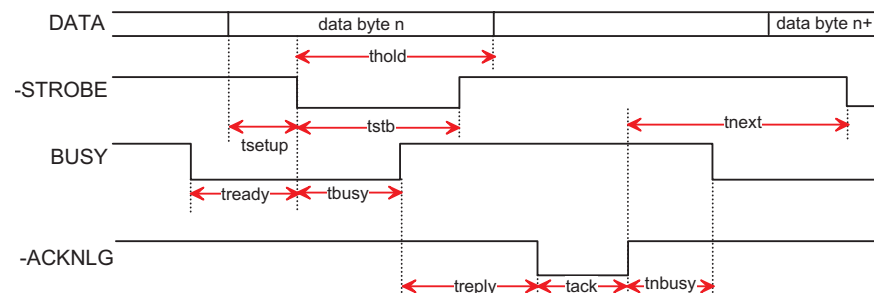 DATA data byte n data byte n+
thold
-STROBE
tstb tnext
tsetup
BUSY
tready tbusy
-ACKNLG
treply tack tnbusy